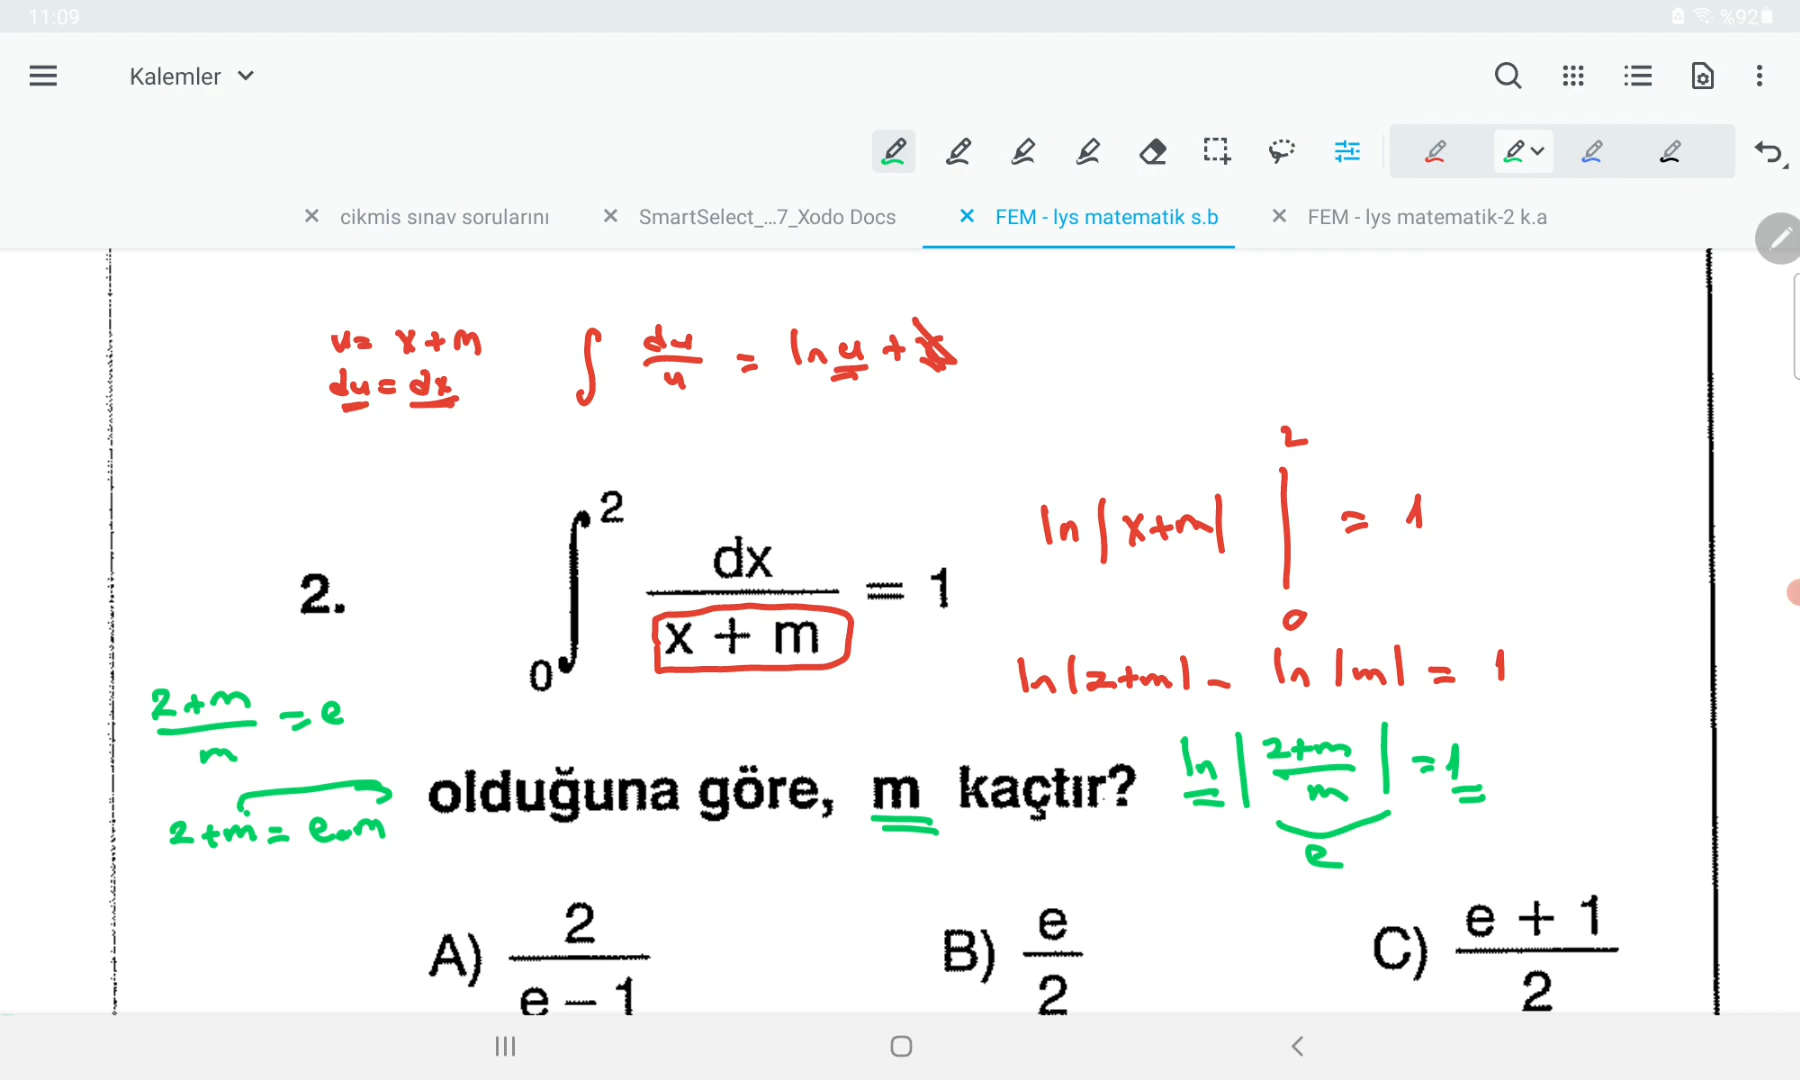 11:09 %92
Kalemler
cikmis sınav sorularını SmartSelect_...7_Xodo Docs FEM - lys matematik s.b FEM - lys matematik-2 k.a
u = x+m ∫ du/u = ln u +
du = dx
ln|x+m| |₀² = 1
2. ∫₀² dx/(x + m) = 1
ln|2+m| - ln|m| = 1
(2+m)/m = e
olduğuna göre, m kaçtır? ln|(2+m)/m| = 1
2+m = e.m
e
A) 2/(e – 1) B) e/2 C) (e + 1)/2